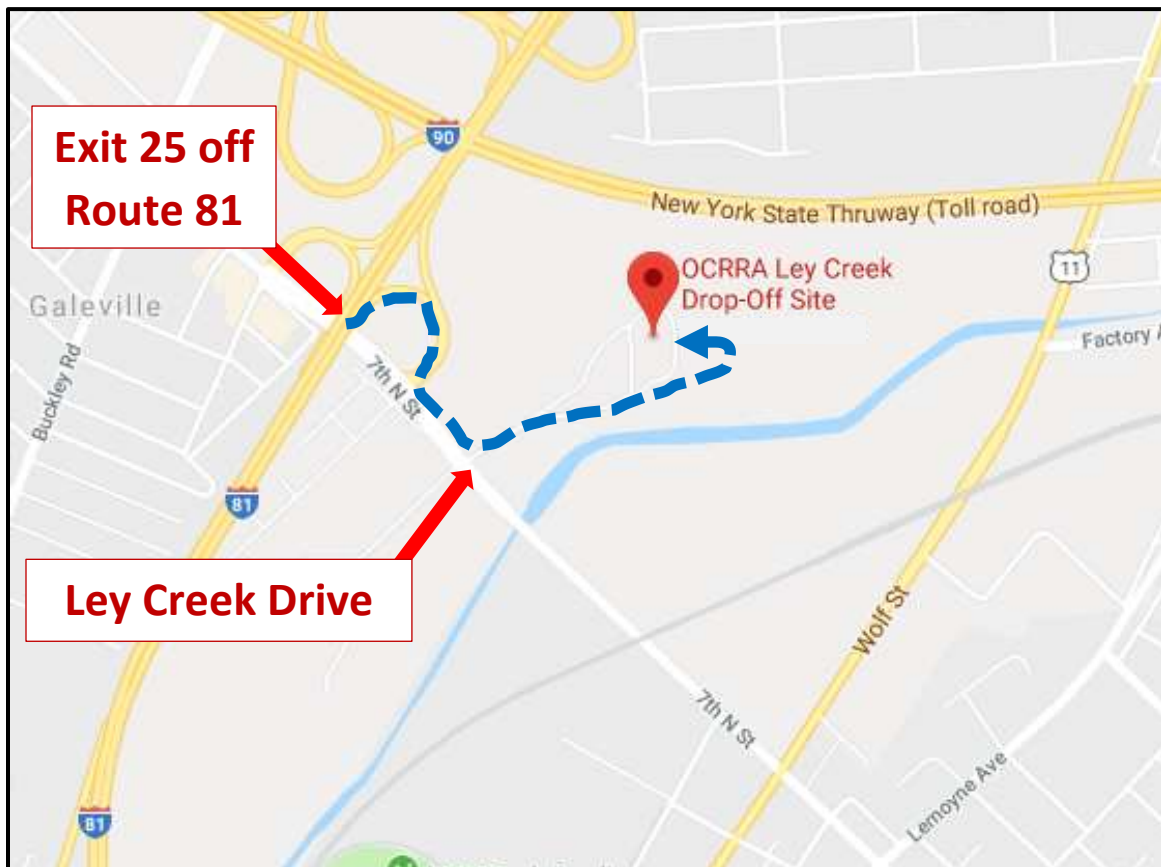 Exit 25 off
Route 81
90
New York State Thruway (Toll road)
11
OCRRA Ley Creek
Drop-Off Site
Galeville
Factory A
Buckley Rd
7th N St
81
Ley Creek Drive
Wolf St
7th N St
Lemoyne Ave
81